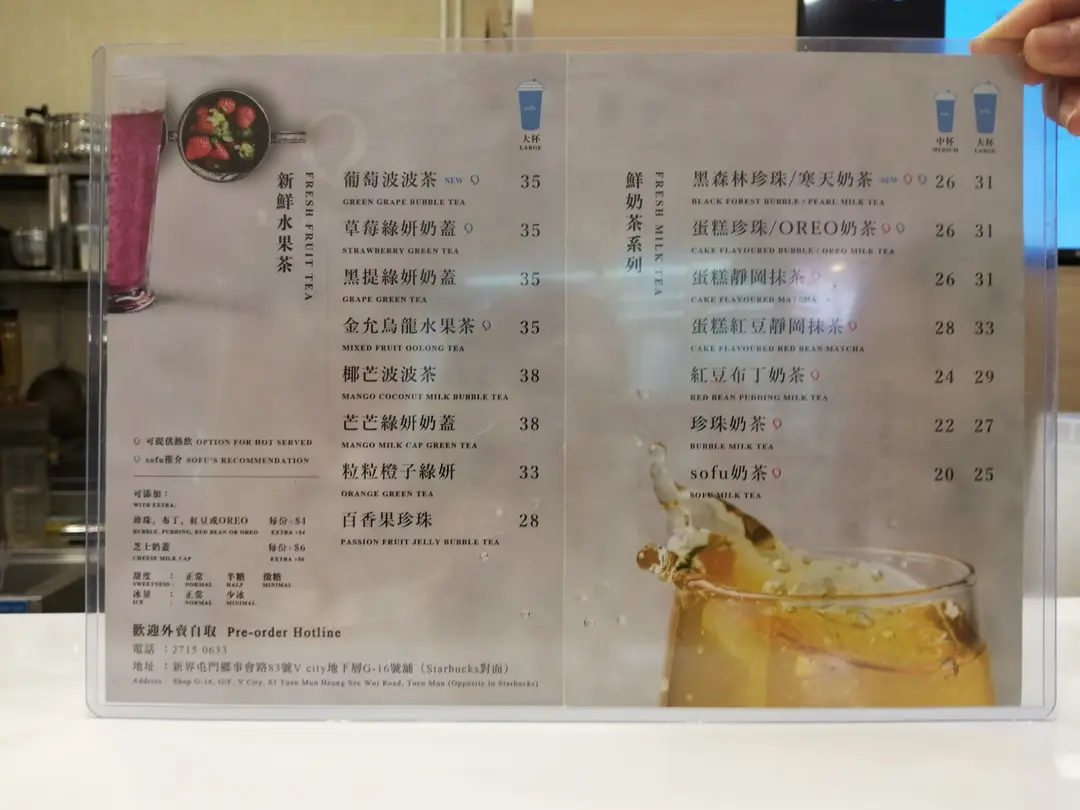 新鮮水果茶
FRESH FRUIT TEA
大杯
LARGE
葡萄波波茶 NEW 35
GREEN GRAPE BUBBLE TEA
草莓綠妍奶蓋 35
STRAWBERRY GREEN TEA
黑提綠妍奶蓋 35
GRAPE GREEN TEA
金允烏龍水果茶 35
MIXED FRUIT OOLONG TEA
椰芒波波茶 38
MANGO COCONUT MILK BUBBLE TEA
芒芒綠妍奶蓋 38
MANGO MILK CAP GREEN TEA
粒粒橙子綠妍 33
ORANGE GREEN TEA
百香果珍珠 28
PASSION FRUIT JELLY BUBBLE TEA
可提供熱飲 OPTION FOR HOT SERVED
sofu推介 SOFU'S RECOMMENDATION
可添加：
WITH EXTRA:
珍珠、布丁、紅豆或OREO 每份+$4
BUBBLE, PUDDING, RED BEAN OR OREO EXTRA +$4
芝士奶蓋 每份+$6
CHEESE MILK CAP EXTRA +$6
甜度 ： 正常 半糖 微糖
SWEETNESS : NORMAL HALF MINIMAL
冰量 ： 正常 少冰
ICE : NORMAL MINIMAL
歡迎外賣自取 Pre-order Hotline
電話 ：2715 0633
地址 ：新界屯門鄉事會路83號V city地下層G-16號舖（Starbucks對面）
Address : Shop G-16, G/F, V City, 83 Tuen Mun Heung Sze Wui Road, Tuen Mun (Opposite to Starbucks)
鮮奶茶系列
FRESH MILK TEA
中杯 大杯
MEDIUM LARGE
黑森林珍珠/寒天奶茶 NEW 26 31
BLACK FOREST BUBBLE / PEARL MILK TEA
蛋糕珍珠/OREO奶茶 26 31
CAKE FLAVOURED BUBBLE / OREO MILK TEA
蛋糕靜岡抹茶 26 31
CAKE FLAVOURED MATCHA
蛋糕紅豆靜岡抹茶 28 33
CAKE FLAVOURED RED BEAN MATCHA
紅豆布丁奶茶 24 29
RED BEAN PUDDING MILK TEA
珍珠奶茶 22 27
BUBBLE MILK TEA
sofu奶茶 20 25
SOFU MILK TEA